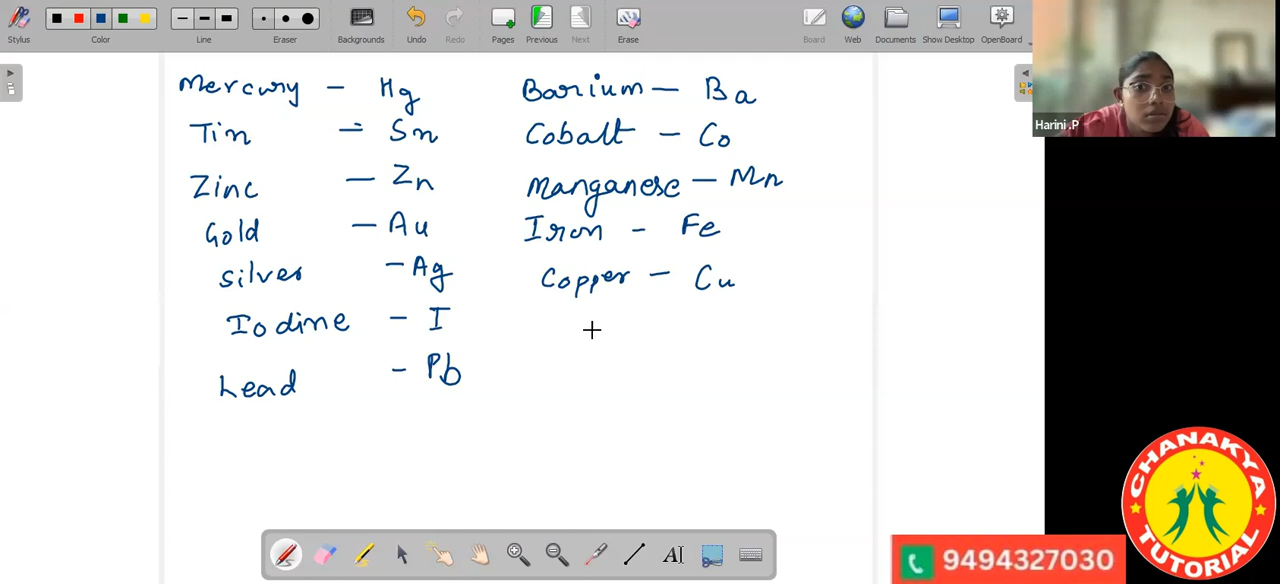 Stylus
Color
Line
Eraser
Backgrounds
Undo
Redo
Pages
Previous
Next
Erase
Board
Web
Documents
Show Desktop
OpenBoard
Harini .P
Mercury - Hg
Tin - Sn
Zinc - Zn
Gold - Au
Silver - Ag
Iodine - I
Lead - Pb
Barium - Ba
Cobalt - Co
Manganese - Mn
Iron - Fe
Copper - Cu
AI
CHANAKYA
TUTORIAL
9494327030